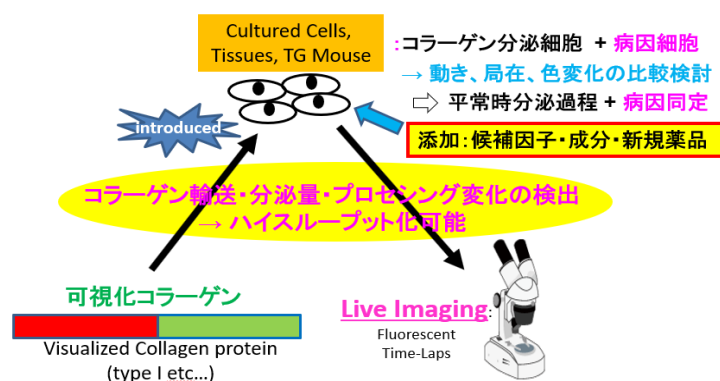 Cultured Cells,
Tissues, TG Mouse
:コラーゲン分泌細胞 + 病因細胞
→ 動き、局在、色変化の比較検討
⇨ 平常時分泌過程 + 病因同定
introduced
添加:候補因子・成分・新規薬品
コラーゲン輸送・分泌量・プロセシング変化の検出
→ ハイスループット化可能
可視化コラーゲン
Visualized Collagen protein
(type I etc...)
Live Imaging:
Fluorescent
Time-Laps